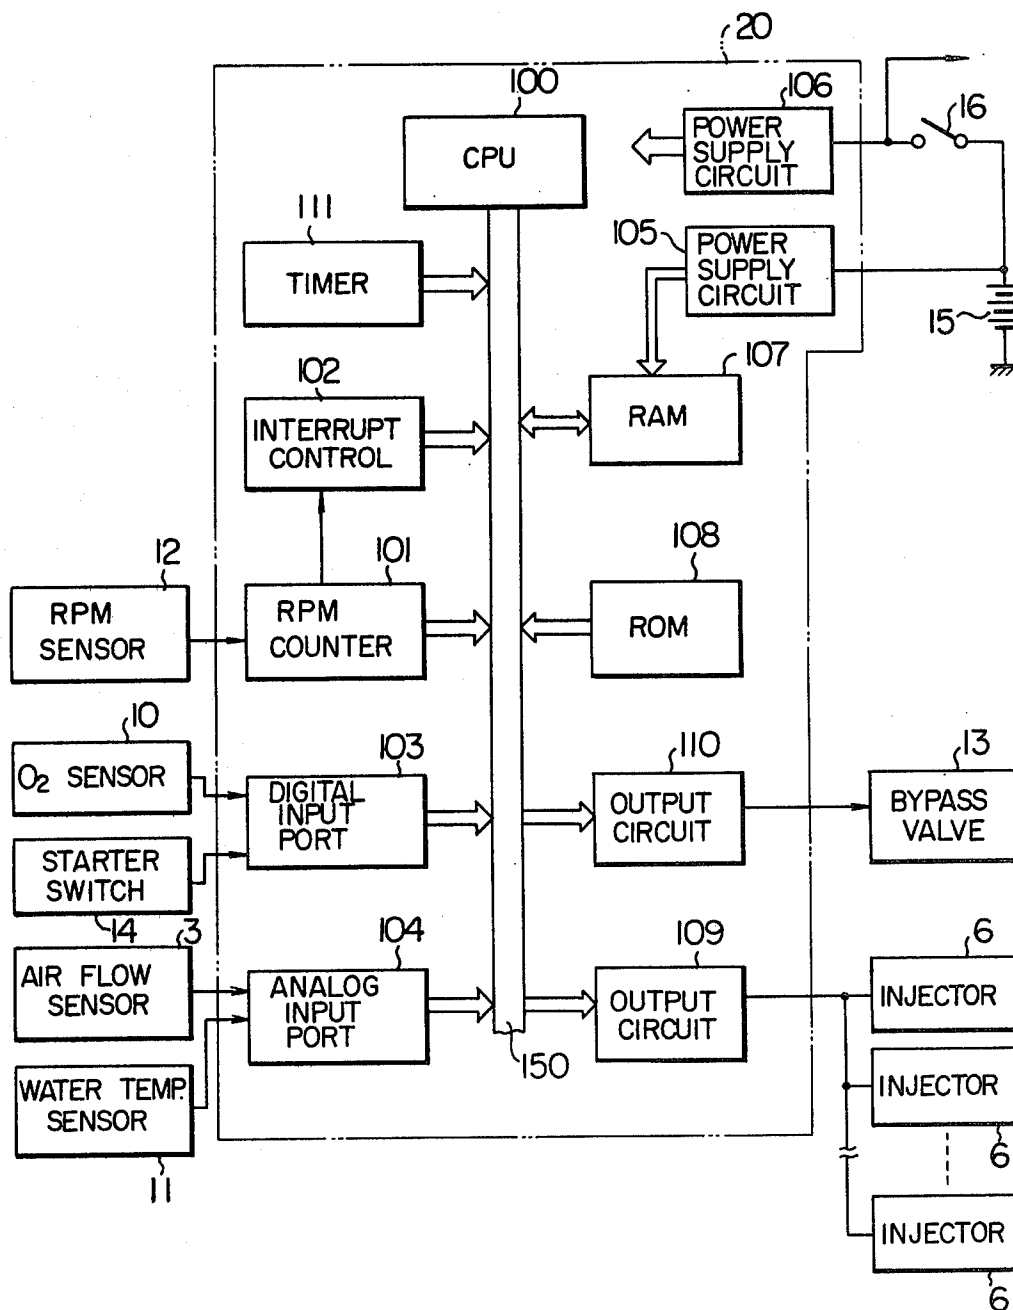 20
100
CPU
106
POWER
SUPPLY
CIRCUIT
16
111
TIMER
105
POWER
SUPPLY
CIRCUIT
15
102
INTERRUPT
CONTROL
107
RAM
12
RPM
SENSOR
101
RPM
COUNTER
108
ROM
10
O2 SENSOR
103
DIGITAL
INPUT
PORT
110
OUTPUT
CIRCUIT
13
BYPASS
VALVE
STARTER
SWITCH
14
3
AIR FLOW
SENSOR
104
ANALOG
INPUT
PORT
109
OUTPUT
CIRCUIT
6
INJECTOR
150
WATER TEMP.
SENSOR
11
INJECTOR
6
INJECTOR
6